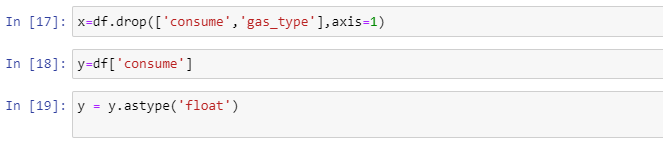 In [17]: x=df.drop(['consume','gas_type'],axis=1)
In [18]: y=df['consume']
In [19]: y = y.astype('float')